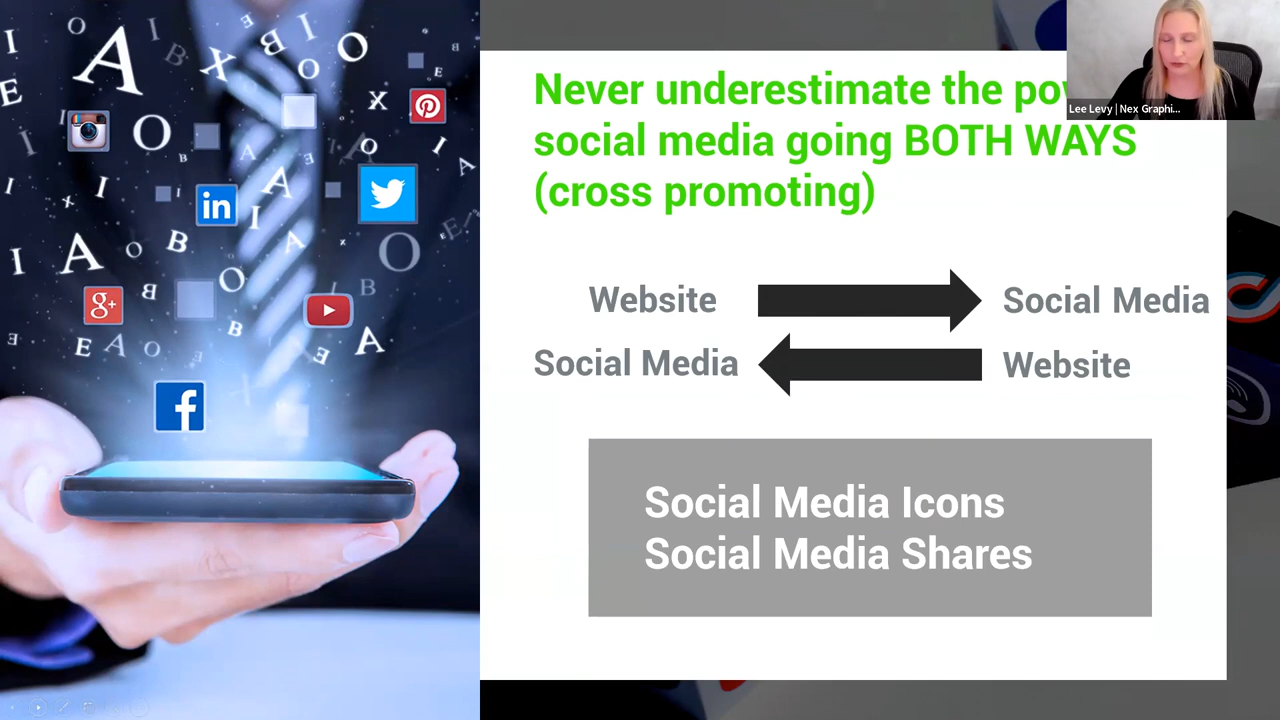 Never underestimate the
social media going BOTH WAYS
(cross promoting)
Website
Social Media
Social Media
Website
Social Media Icons
Social Media Shares
Lee Levy | Nex Graphi...
in
g+
f